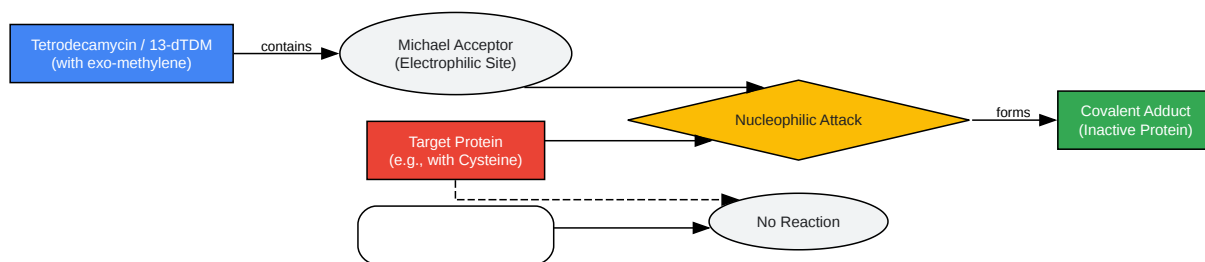 Tetrodecamycin / 13-dTDM
(with exo-methylene)
contains
Michael Acceptor
(Electrophilic Site)
Nucleophilic Attack
forms
Covalent Adduct
(Inactive Protein)
Target Protein
(e.g., with Cysteine)
No Reaction